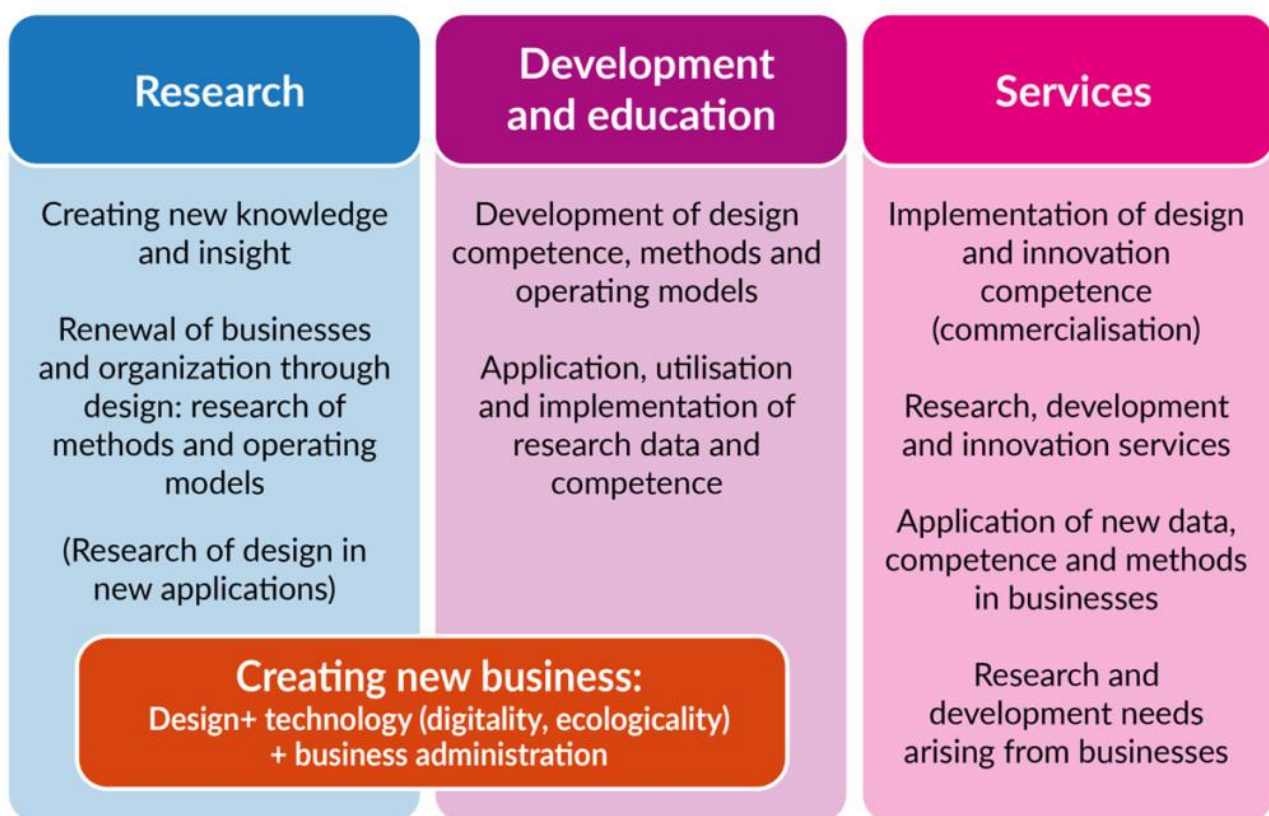 Research
Creating new knowledge
and insight
Renewal of businesses
and organization through
design: research of
methods and operating
models
(Research of design in
new applications)
Development
and education
Development of design
competence, methods and
operating models
Application, utilisation
and implementation of
research data and
competence
Creating new business:
Design+ technology (digitality, ecologicality)
+ business administration
Services
Implementation of design
and innovation
competence
(commercialisation)
Research, development
and innovation services
Application of new data,
competence and methods
in businesses
Research and
development needs
arising from businesses